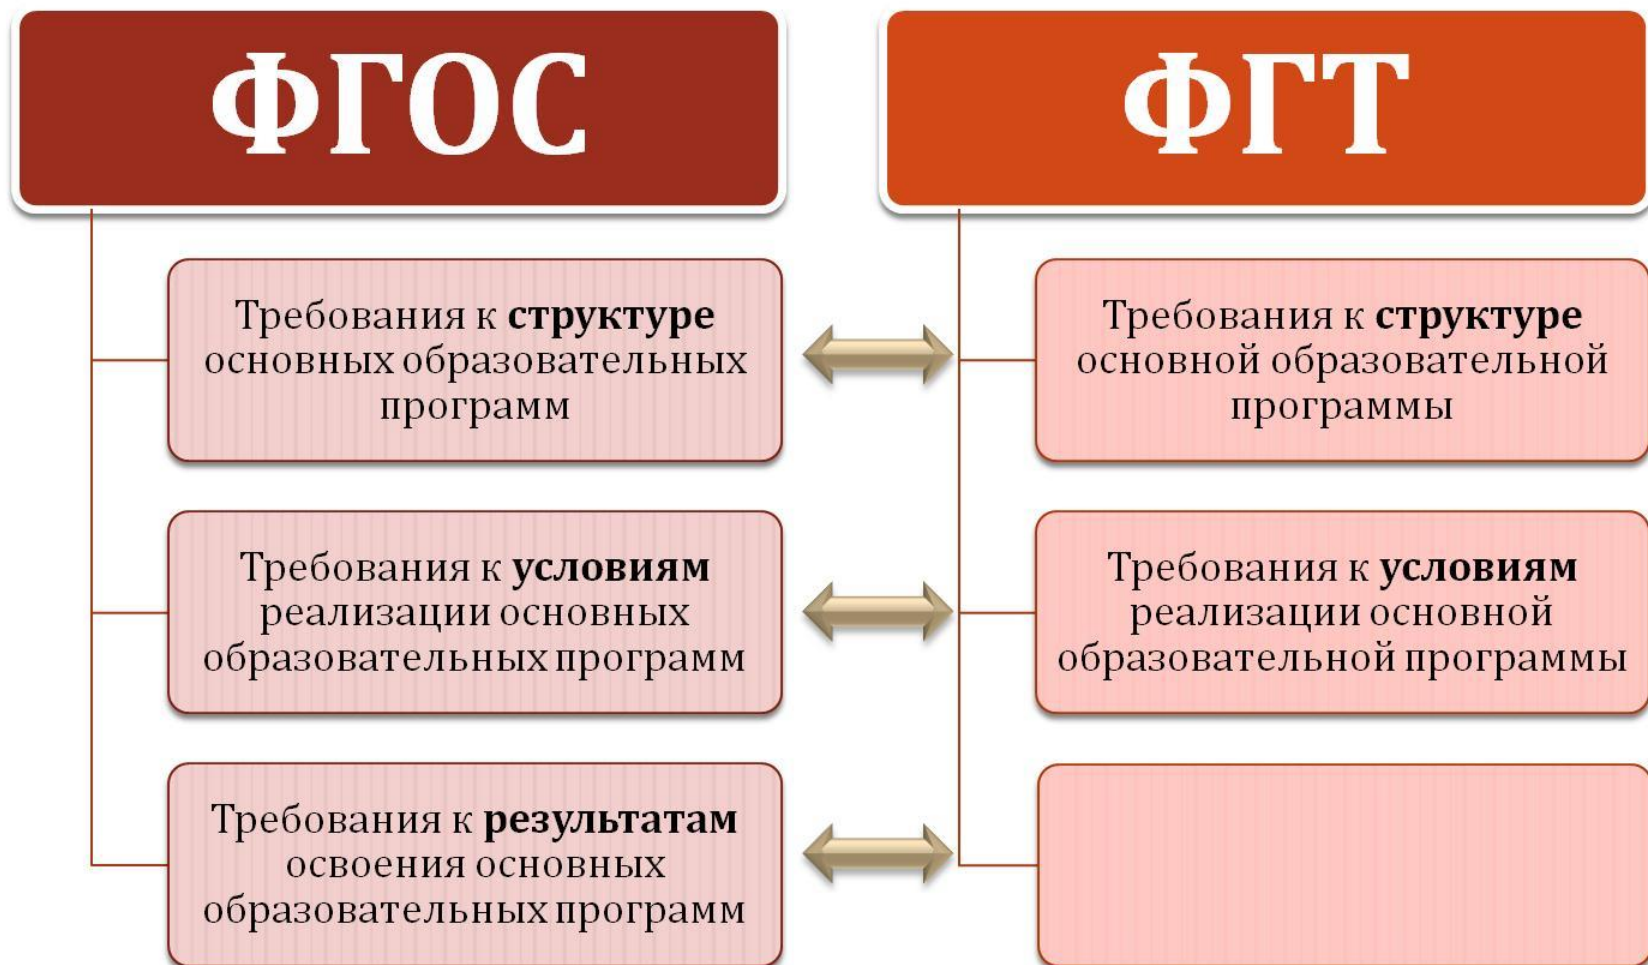 ФГОС
Требования к структуре
основных образовательных
программ
Требования к условиям
реализации основных
образовательных программ
Требования к результатам
освоения основных
образовательных программ
ФГТ
Требования к структуре
основной образовательной
программы
Требования к условиям
реализации основной
образовательной программы